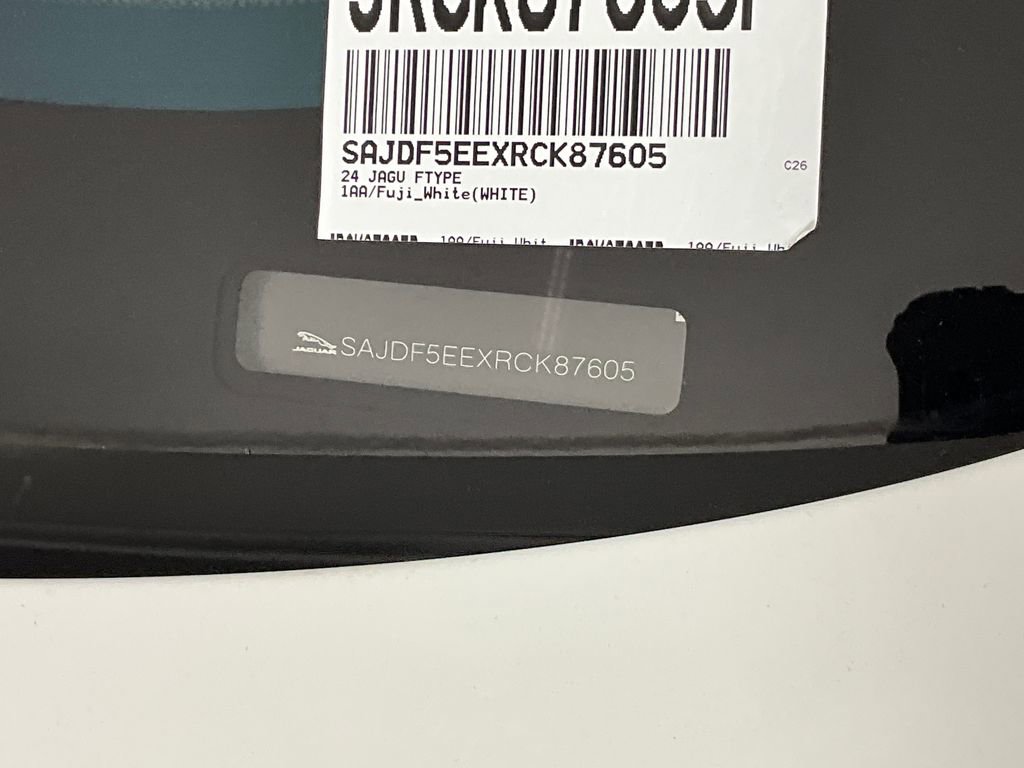 SAJDF5EEXRCK87605
C26
24 JAGU FTYPE
1AA/Fuji_White(WHITE)
JAGUAR SAJDF5EEXRCK87605